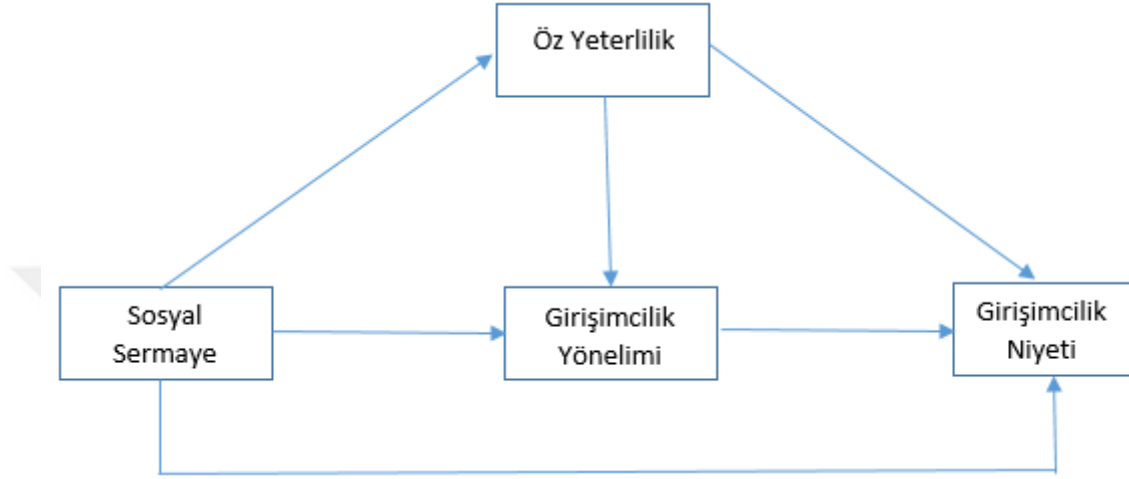 Öz Yeterlilik
Sosyal
Sermaye
Girişimcilik
Yönelimi
Girişimcilik
Niyeti